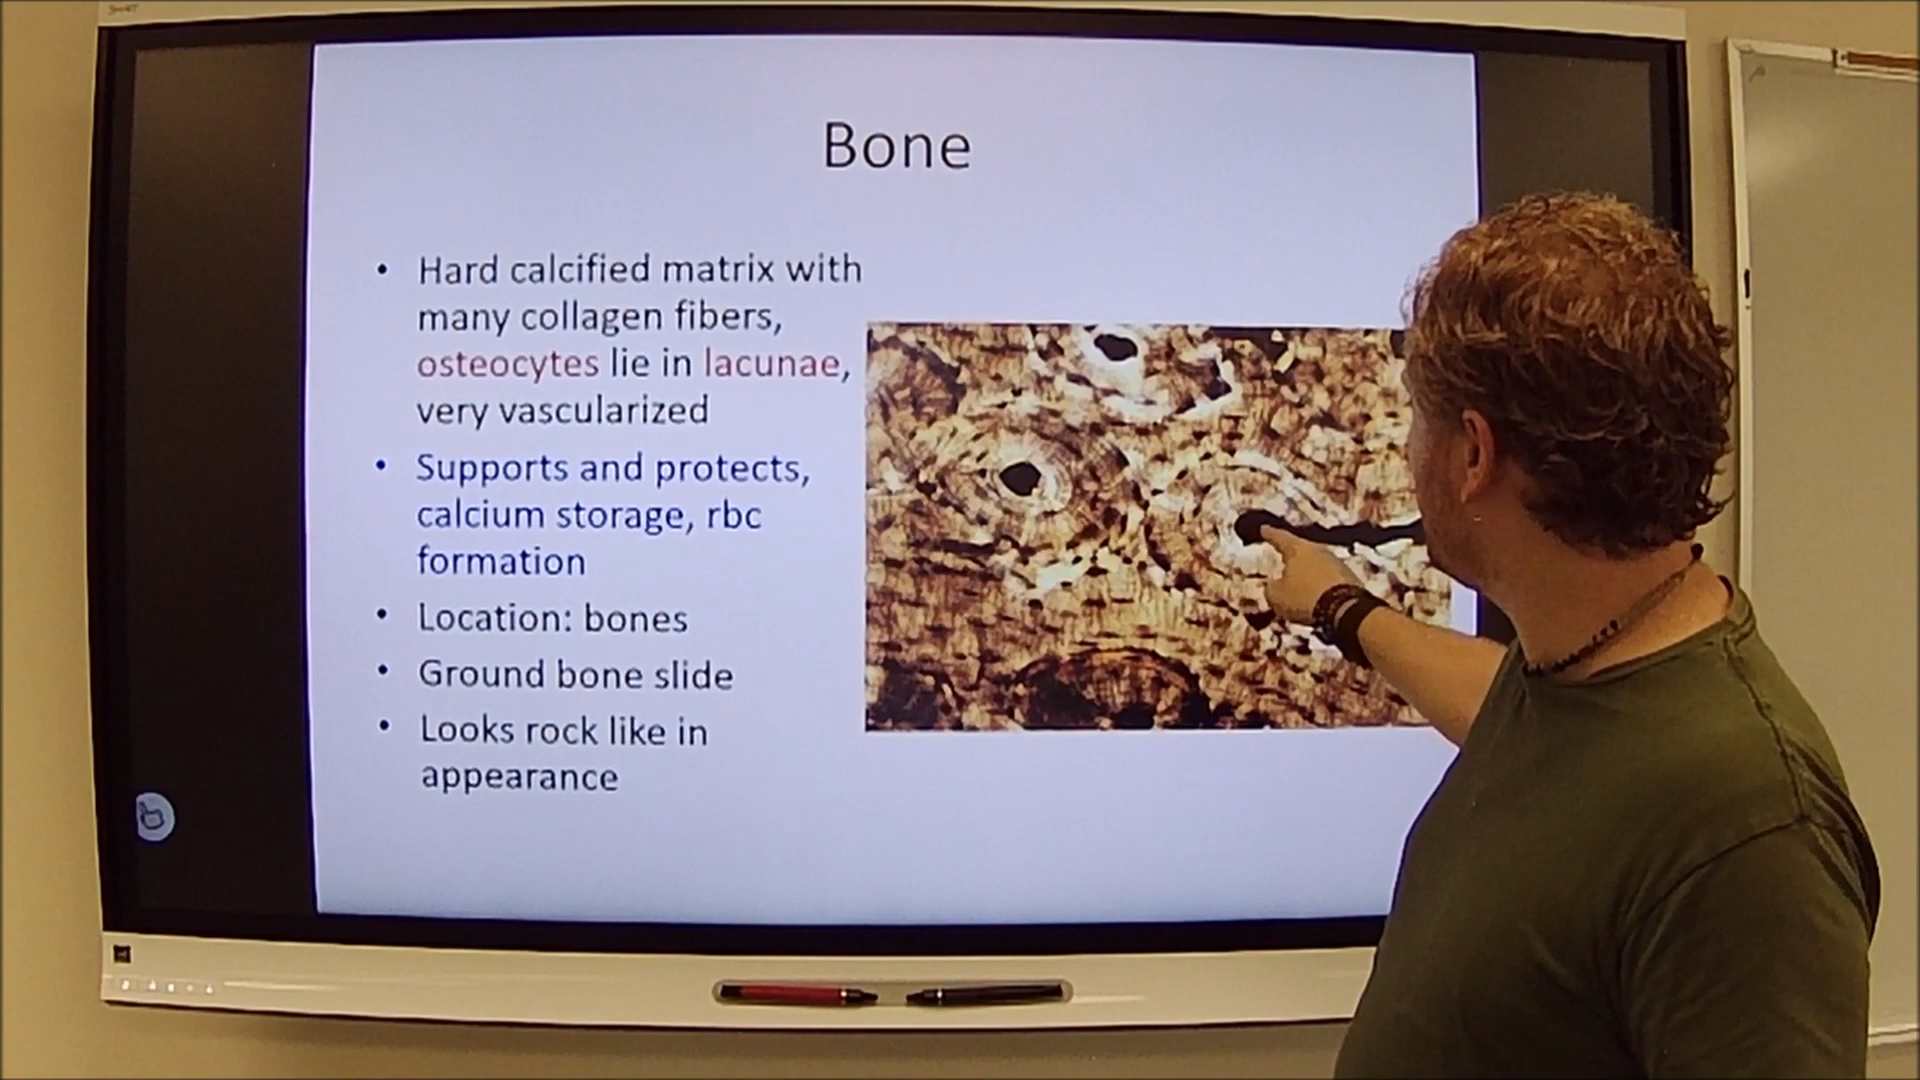 Bone
• Hard calcified matrix with
many collagen fibers,
osteocytes lie in lacunae,
very vascularized
• Supports and protects,
calcium storage, rbc
formation
• Location: bones
• Ground bone slide
• Looks rock like in
appearance